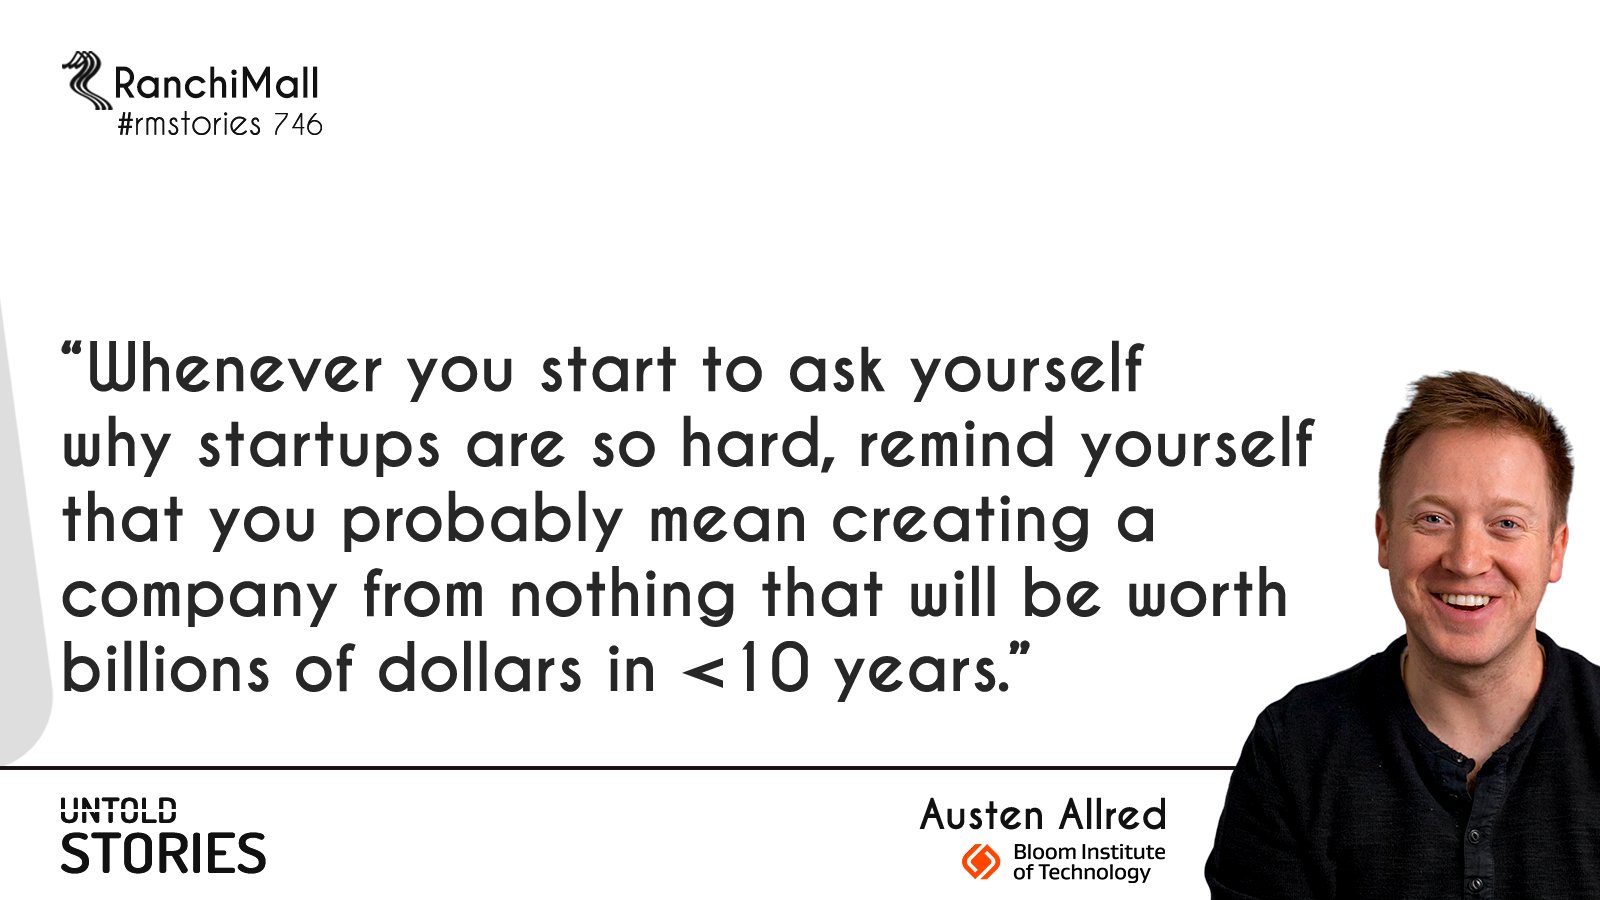 RanchiMall
#rmstories 746
“Whenever you start to ask yourself
why startups are so hard, remind yourself
that you probably mean creating a
company from nothing that will be worth
billions of dollars in <10 years.”
UNTOLD
STORIES
Austen Allred
Bloom Institute
of Technology